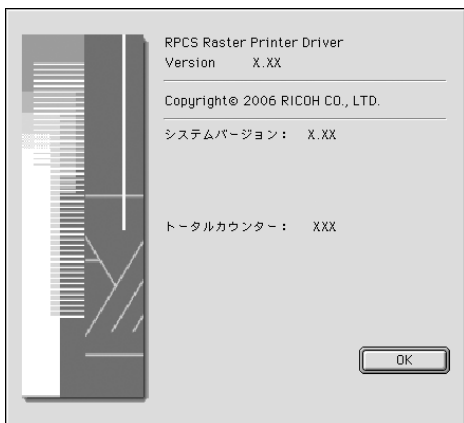 RPCS Raster Printer Driver
Version X.XX
Copyright© 2006 RICOH CO., LTD.
システムバージョン： X.XX
トータルカウンター： XXX
OK